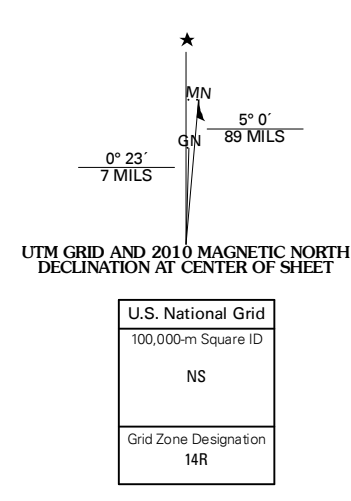 ★
MN
GN
5° 0´
89 MILS
0° 23´
7 MILS
UTM GRID AND 2010 MAGNETIC NORTH
DECLINATION AT CENTER OF SHEET
U.S. National Grid
100,000-m Square ID
NS
Grid Zone Designation
14R